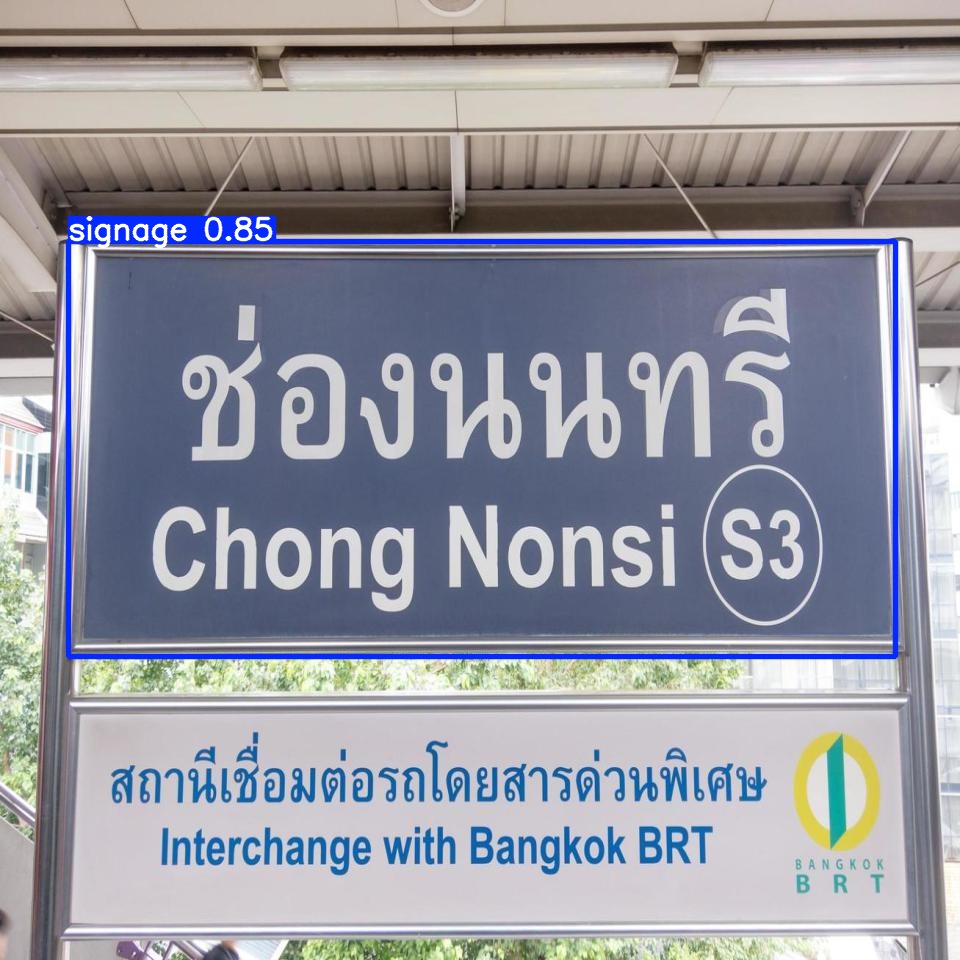 signage 0.85
ช่องนนทรี
Chong Nonsi S3
สถานีเชื่อมต่อรถโดยสารด่วนพิเศษ
Interchange with Bangkok BRT
BANGKOK
BRT